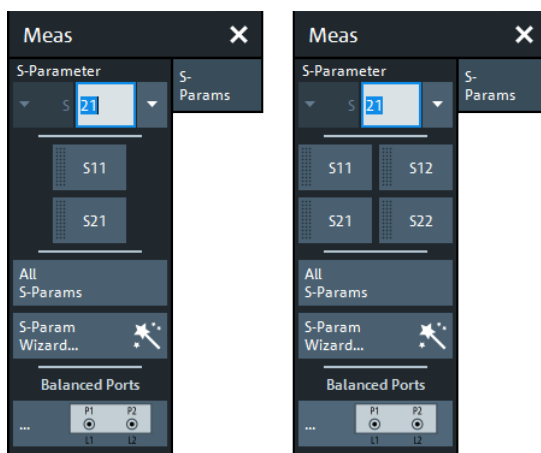 Meas
S-Parameter
S-
Params
S 21
S11
S21
All
S-Params
S-Param
Wizard...
Balanced Ports
... P1 P2
L1 L2
Meas
S-Parameter
S-
Params
S 21
S11 S12
S21 S22
All
S-Params
S-Param
Wizard...
Balanced Ports
... P1 P2
L1 L2